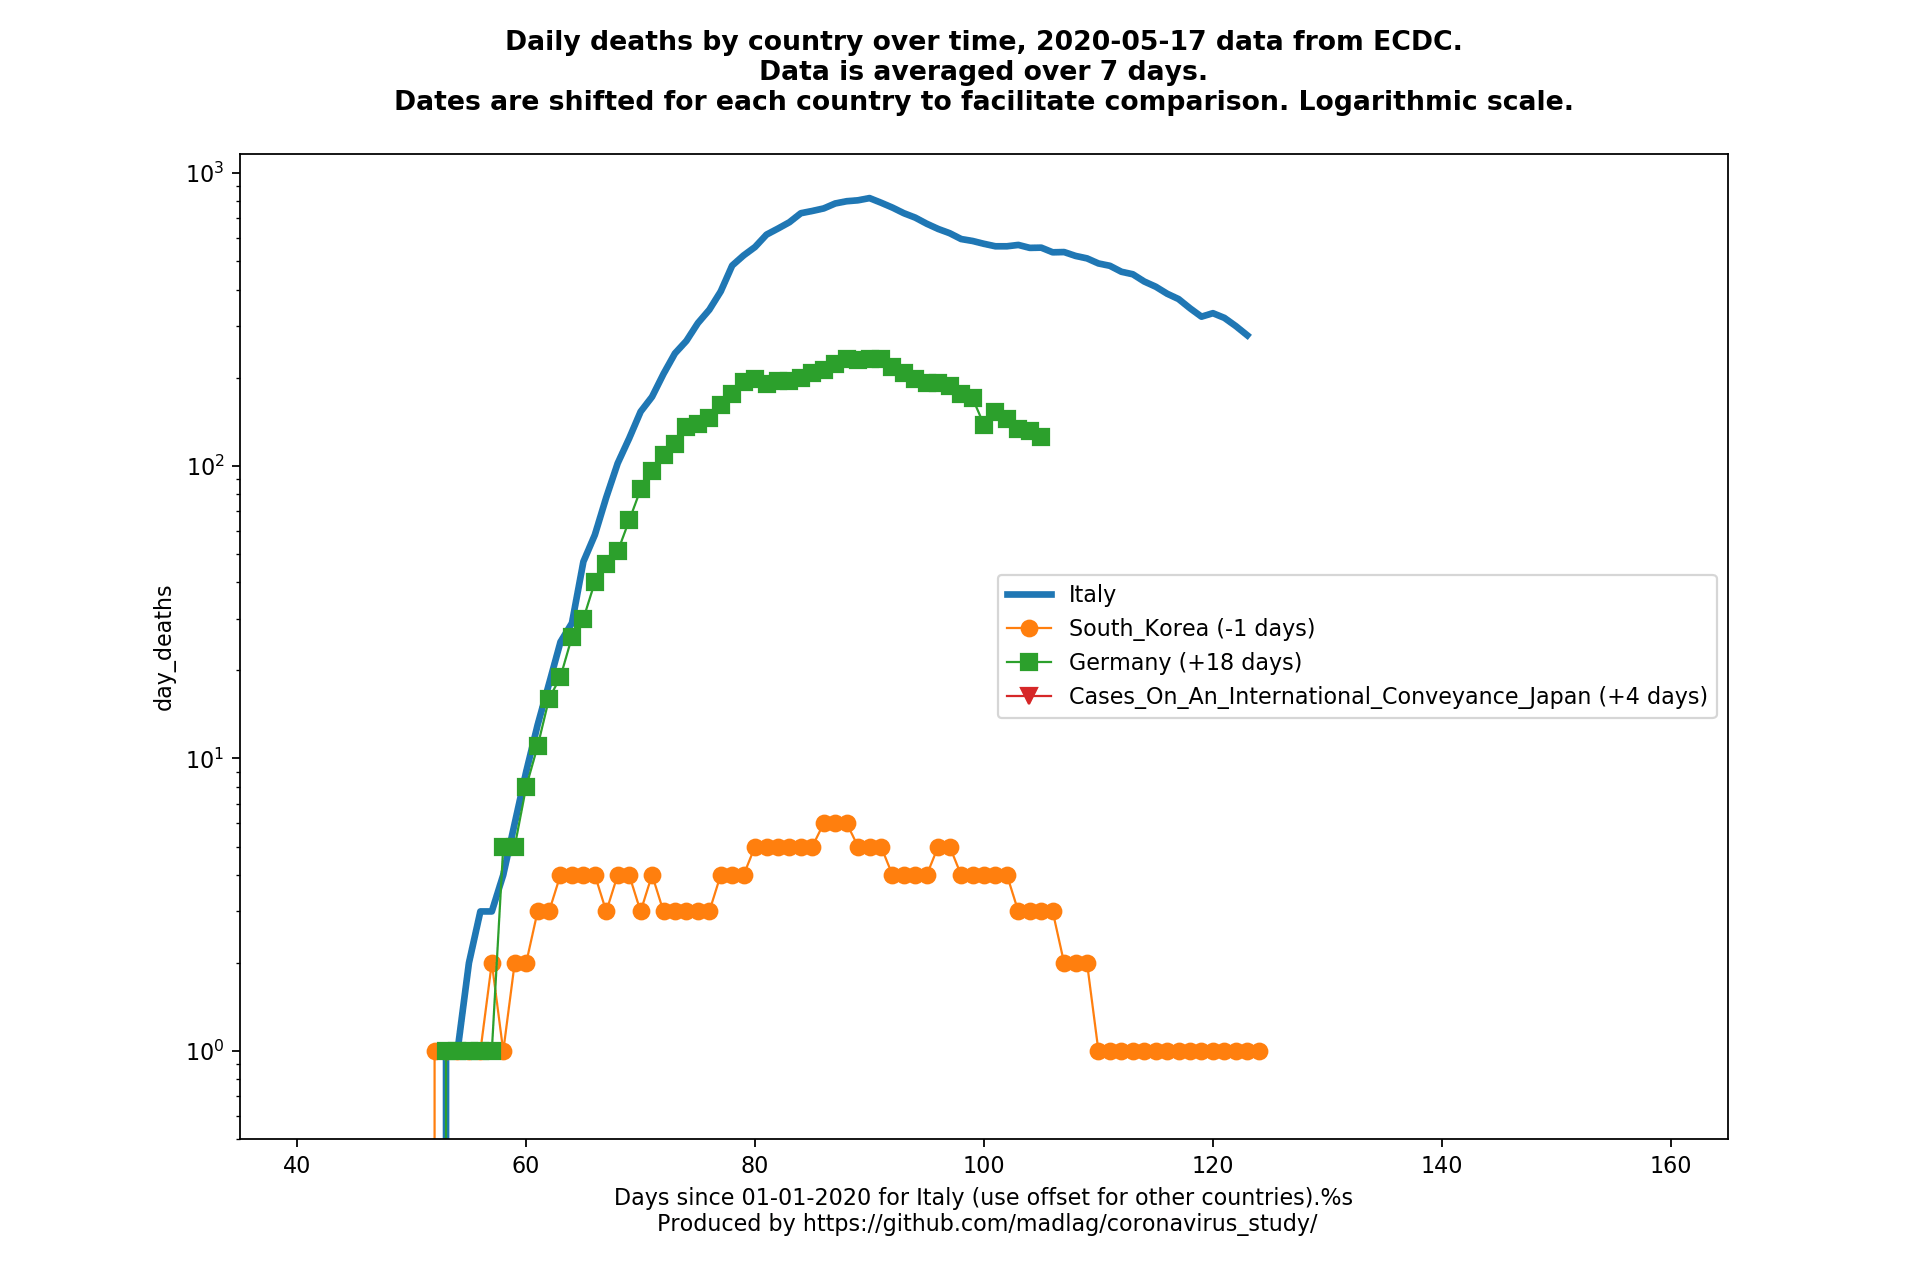 Daily deaths by country over time, 2020-05-17 data from ECDC.
Data is averaged over 7 days.
Dates are shifted for each country to facilitate comparison. Logarithmic scale.
10³
10²
10¹
10⁰
day_deaths
Italy
South_Korea (-1 days)
Germany (+18 days)
Cases_On_An_International_Conveyance_Japan (+4 days)
40 60 80 100 120 140 160
Days since 01-01-2020 for Italy (use offset for other countries).%s
Produced by https://github.com/madlag/coronavirus_study/